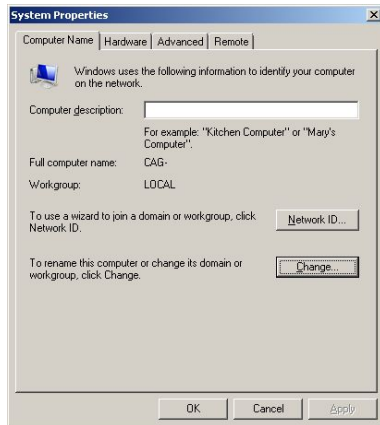 System Properties
Computer Name Hardware Advanced Remote
Windows uses the following information to identify your computer
on the network.
Computer description:
For example: "Kitchen Computer" or "Mary's
Computer".
Full computer name: CAG-
Workgroup: LOCAL
To use a wizard to join a domain or workgroup, click
Network ID.
Network ID...
To rename this computer or change its domain or
workgroup, click Change.
Change...
OK Cancel Apply